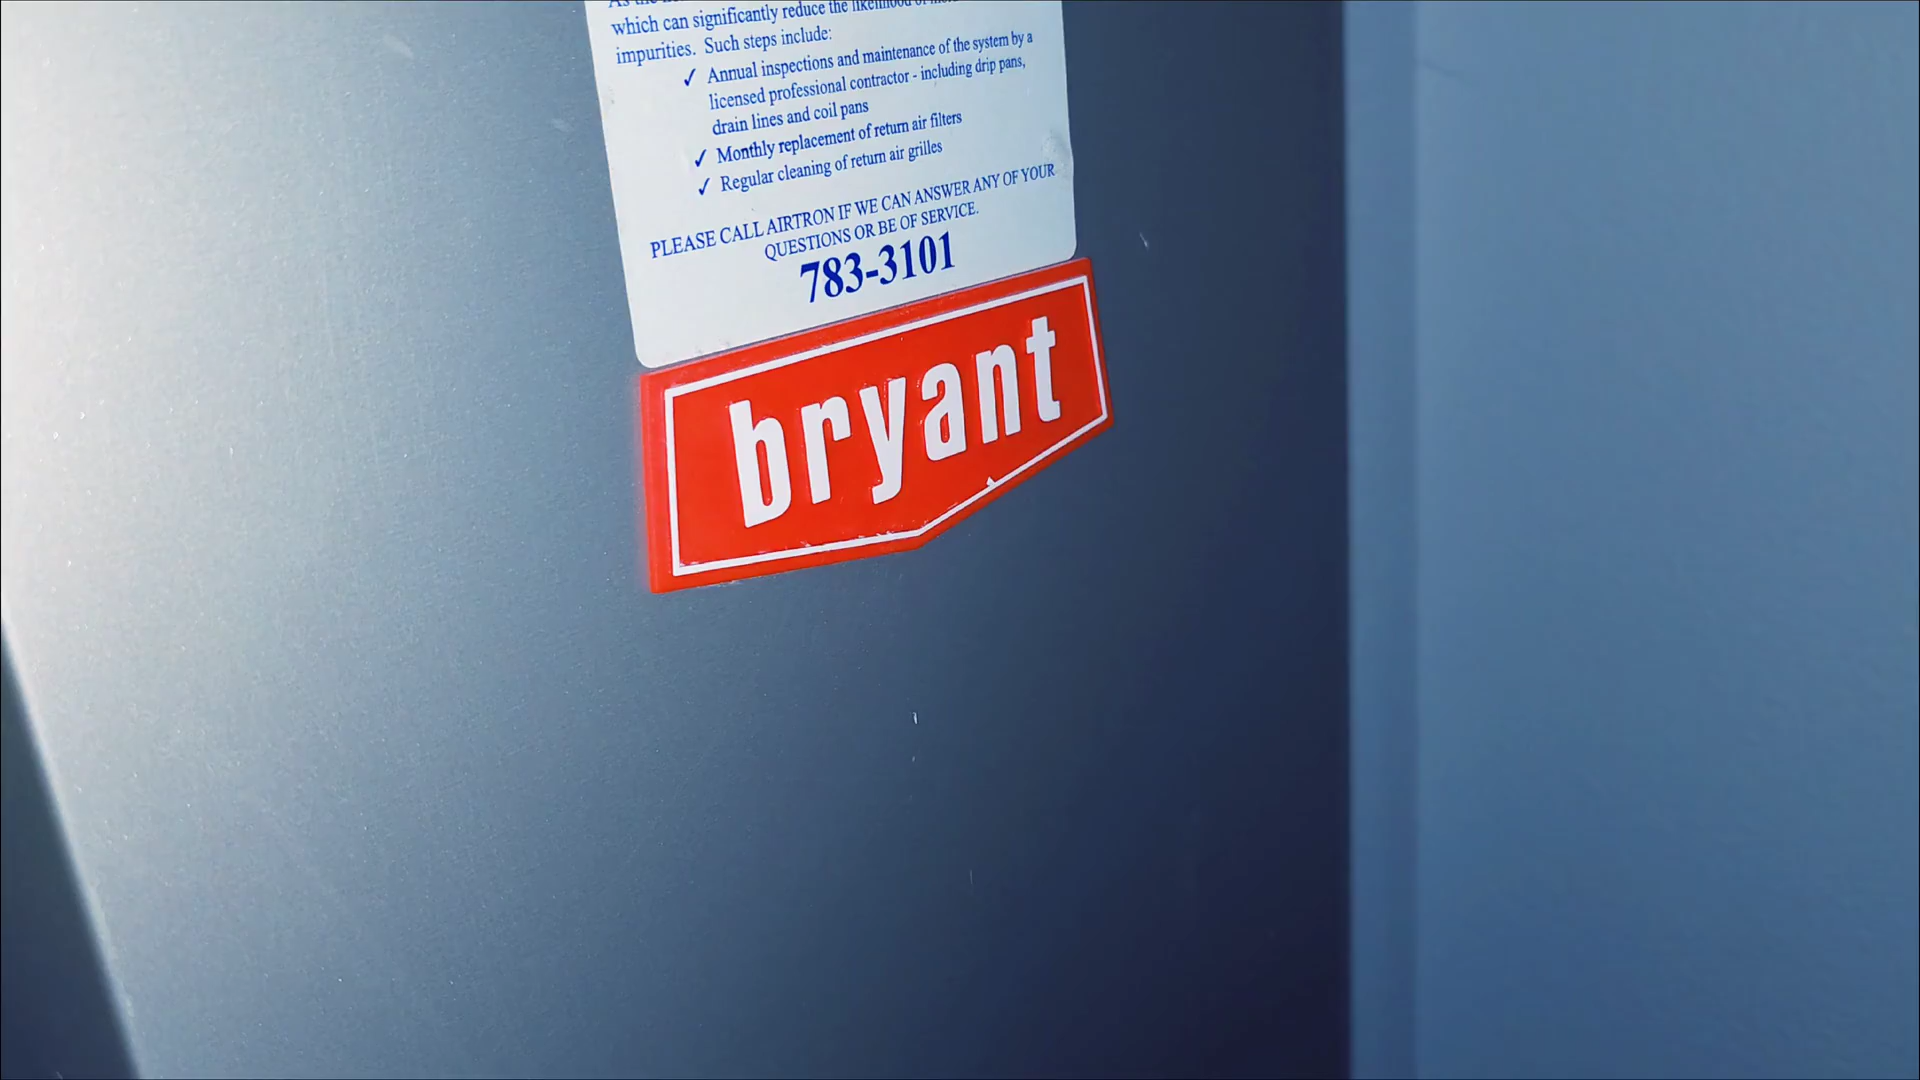 which can significantly reduce the likelihood of
impurities. Such steps include:
✓ Annual inspections and maintenance of the system by a
licensed professional contractor - including drip pans,
drain lines and coil pans
✓ Monthly replacement of return air filters
✓ Regular cleaning of return air grilles
PLEASE CALL AIRTRON IF WE CAN ANSWER ANY OF YOUR
QUESTIONS OR BE OF SERVICE.
783-3101
bryant